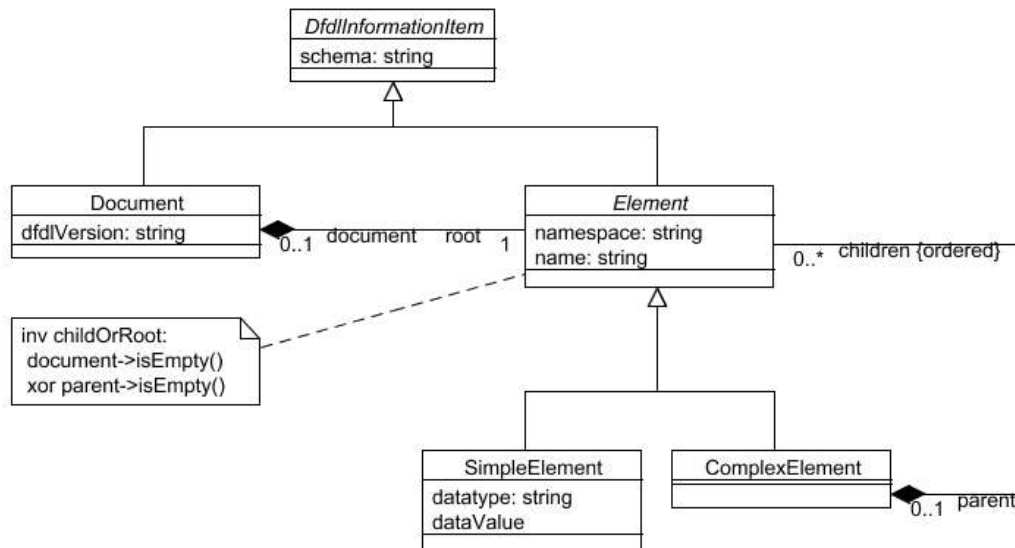 DfdlInformationItem
schema: string
Document
dfdlVersion: string
0..1 document root 1
Element
namespace: string
name: string
0..* children {ordered}
inv childOrRoot:
document->isEmpty()
xor parent->isEmpty()
SimpleElement
datatype: string
dataValue
ComplexElement
0..1 parent